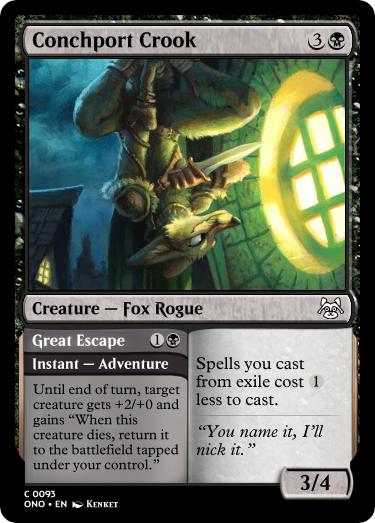 Conchport Crook 3
Creature — Fox Rogue
Great Escape 1
Instant — Adventure
Until end of turn, target
creature gets +2/+0 and
gains “When this
creature dies, return it
to the battlefield tapped
under your control.”
Spells you cast
from exile cost 1
less to cast.
“You name it, I’ll
nick it.”
3/4
C 0093
ONO • EN Kenket